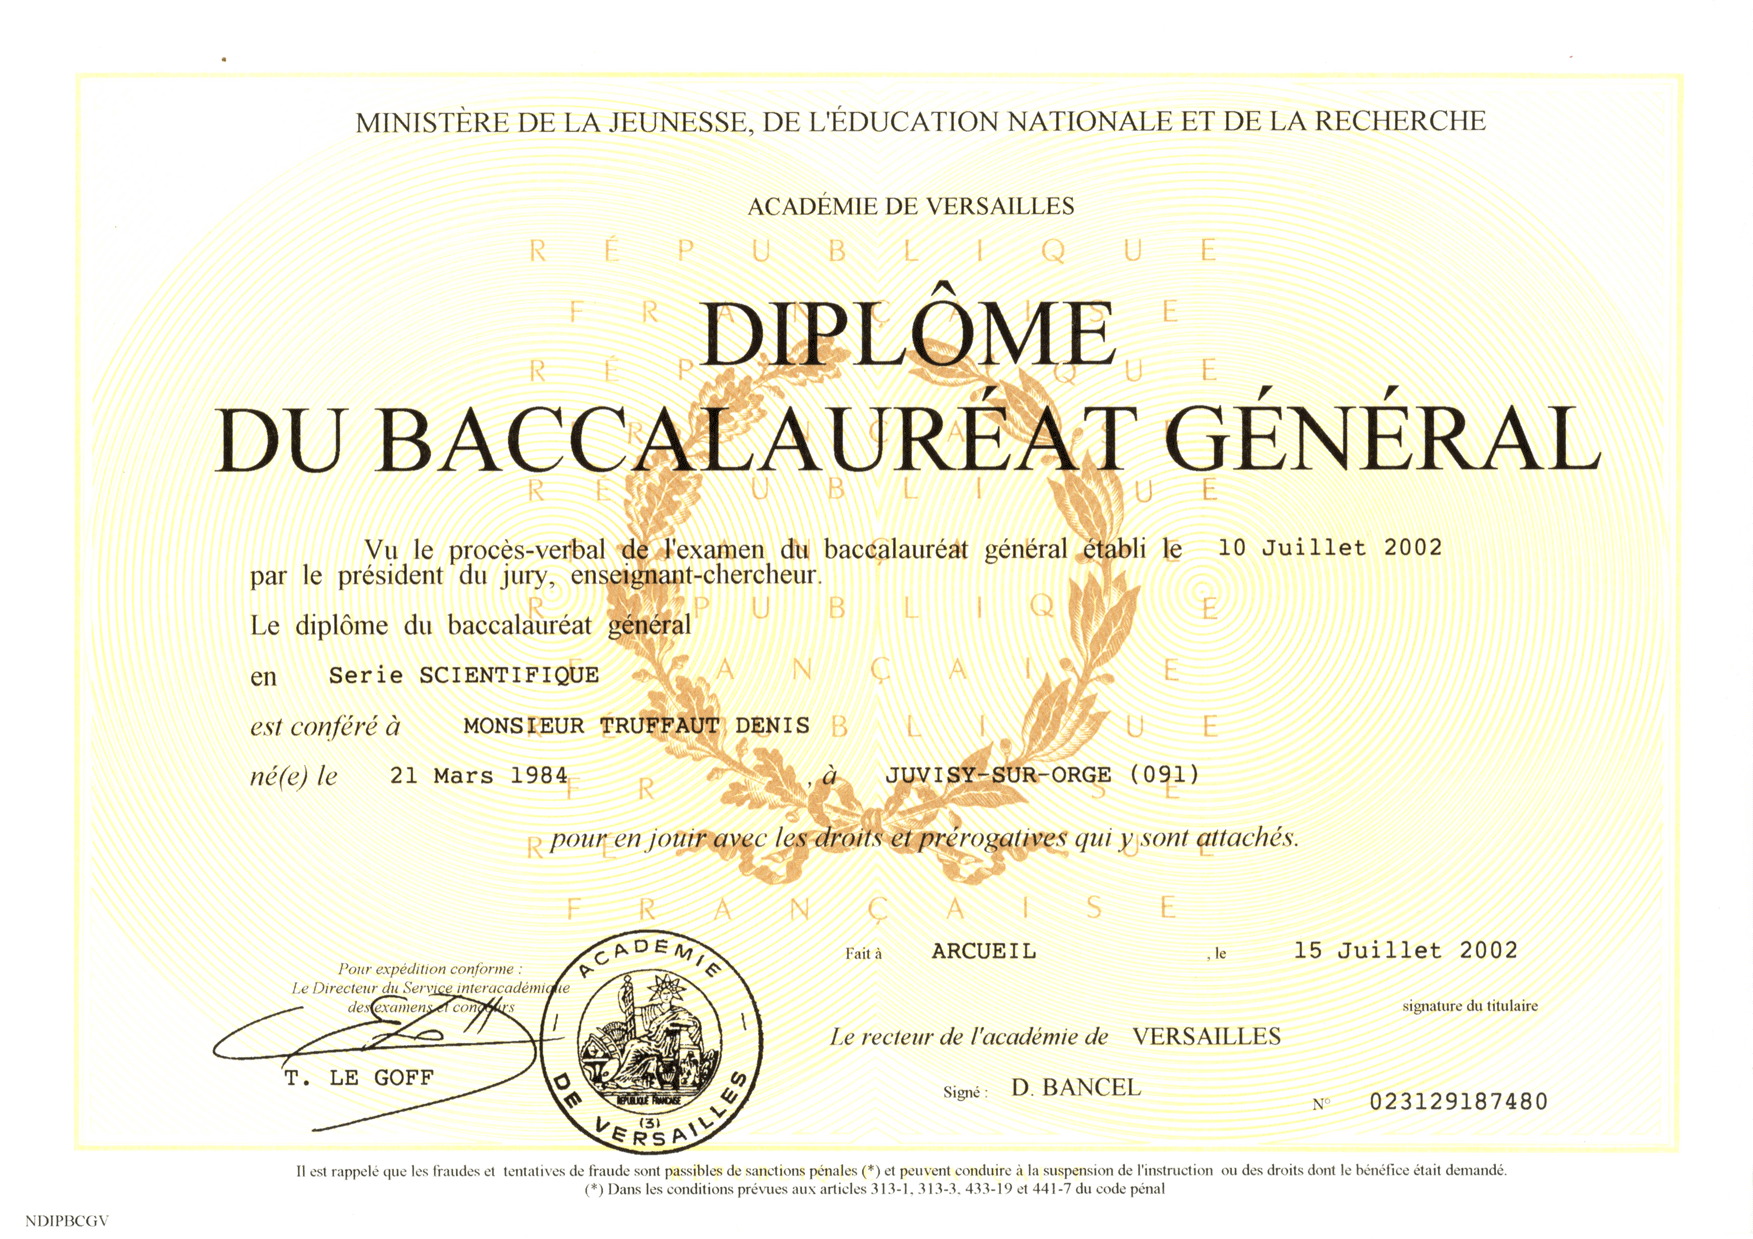 MINISTÈRE DE LA JEUNESSE, DE L'ÉDUCATION NATIONALE ET DE LA RECHERCHE
ACADÉMIE DE VERSAILLES
RÉPUBLIQUE
FRANÇAISE
DIPLÔME
DU BACCALAURÉAT GÉNÉRAL
Vu le procès-verbal de l'examen du baccalauréat général établi le 10 Juillet 2002
par le président du jury, enseignant-chercheur.
Le diplôme du baccalauréat général
en Serie SCIENTIFIQUE
est conféré à MONSIEUR TRUFFAUT DENIS
né(e) le 21 Mars 1984 , à JUVISY-SUR-ORGE (091)
pour en jouir avec les droits et prérogatives qui y sont attachés.
FRANÇAISE
Fait à ARCUEIL , le 15 Juillet 2002
Pour expédition conforme :
Le Directeur du Service interacadémique
des examens et concours
T. LE GOFF
ACADÉMIE
DE VERSAILLES
RÉPUBLIQUE FRANÇAISE
(3)
signature du titulaire
Le recteur de l'académie de VERSAILLES
Signé : D. BANCEL
N° 023129187480
Il est rappelé que les fraudes et tentatives de fraude sont passibles de sanctions pénales (*) et peuvent conduire à la suspension de l'instruction ou des droits dont le bénéfice était demandé.
(*) Dans les conditions prévues aux articles 313-1, 313-3, 433-19 et 441-7 du code pénal
NDIPBCGV